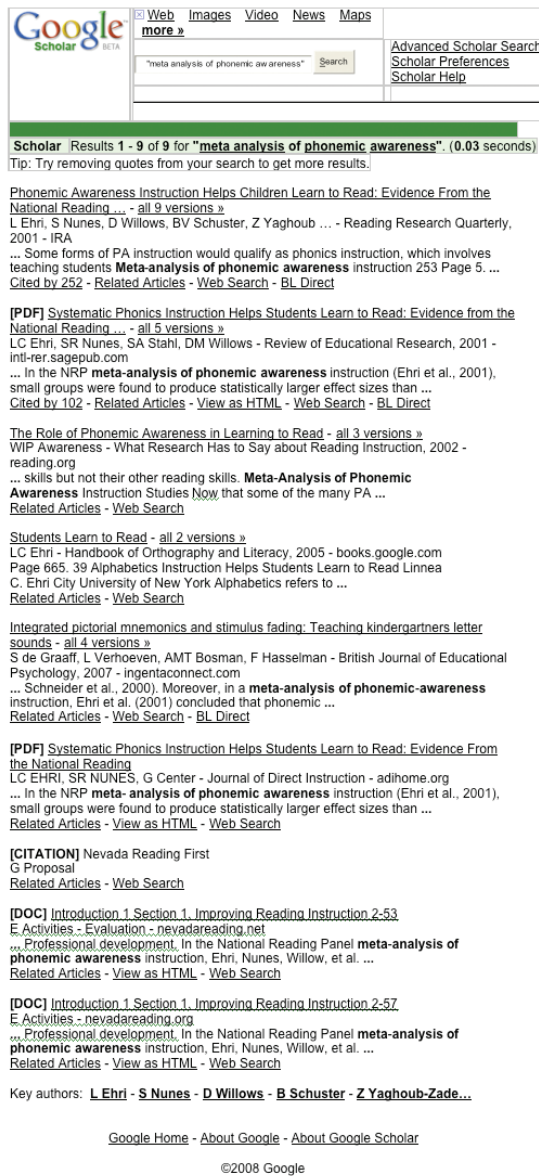 Google
Scholar BETA
Web Images Video News Maps
more »
"meta analysis of phonemic awareness" Search
Advanced Scholar Search
Scholar Preferences
Scholar Help
Scholar Results 1 - 9 of 9 for "meta analysis of phonemic awareness". (0.03 seconds)
Tip: Try removing quotes from your search to get more results.
Phonemic Awareness Instruction Helps Children Learn to Read: Evidence From the
National Reading … - all 9 versions »
L Ehri, S Nunes, D Willows, BV Schuster, Z Yaghoub … - Reading Research Quarterly,
2001 - IRA
... Some forms of PA instruction would qualify as phonics instruction, which involves
teaching students Meta-analysis of phonemic awareness instruction 253 Page 5. ...
Cited by 252 - Related Articles - Web Search - BL Direct
[PDF] Systematic Phonics Instruction Helps Students Learn to Read: Evidence from the
National Reading … - all 5 versions »
LC Ehri, SR Nunes, SA Stahl, DM Willows - Review of Educational Research, 2001 -
intl-rer.sagepub.com
... In the NRP meta-analysis of phonemic awareness instruction (Ehri et al., 2001),
small groups were found to produce statistically larger effect sizes than ...
Cited by 102 - Related Articles - View as HTML - Web Search - BL Direct
The Role of Phonemic Awareness in Learning to Read - all 3 versions »
WIP Awareness - What Research Has to Say about Reading Instruction, 2002 -
reading.org
... skills but not their other reading skills. Meta-Analysis of Phonemic
Awareness Instruction Studies Now that some of the many PA ...
Related Articles - Web Search
Students Learn to Read - all 2 versions »
LC Ehri - Handbook of Orthography and Literacy, 2005 - books.google.com
Page 665. 39 Alphabetics Instruction Helps Students Learn to Read Linnea
C. Ehri City University of New York Alphabetics refers to ...
Related Articles - Web Search
Integrated pictorial mnemonics and stimulus fading: Teaching kindergartners letter
sounds - all 4 versions »
S de Graaff, L Verhoeven, AMT Bosman, F Hasselman - British Journal of Educational
Psychology, 2007 - ingentaconnect.com
... Schneider et al., 2000). Moreover, in a meta-analysis of phonemic-awareness
instruction, Ehri et al. (2001) concluded that phonemic ...
Related Articles - Web Search - BL Direct
[PDF] Systematic Phonics Instruction Helps Students Learn to Read: Evidence From
the National Reading
LC EHRI, SR NUNES, G Center - Journal of Direct Instruction - adihome.org
... In the NRP meta- analysis of phonemic awareness instruction (Ehri et al., 2001),
small groups were found to produce statistically larger effect sizes than ...
Related Articles - View as HTML - Web Search
[CITATION] Nevada Reading First
G Proposal
Related Articles - Web Search
[DOC] Introduction 1 Section 1. Improving Reading Instruction 2-53
E Activities - Evaluation - nevadareading.net
... Professional development. In the National Reading Panel meta-analysis of
phonemic awareness instruction, Ehri, Nunes, Willow, et al. ...
Related Articles - View as HTML - Web Search
[DOC] Introduction 1 Section 1. Improving Reading Instruction 2-57
E Activities - nevadareading.org
... Professional development. In the National Reading Panel meta-analysis of
phonemic awareness instruction, Ehri, Nunes, Willow, et al. ...
Related Articles - View as HTML - Web Search
Key authors: L Ehri - S Nunes - D Willows - B Schuster - Z Yaghoub-Zade…
Google Home - About Google - About Google Scholar
©2008 Google